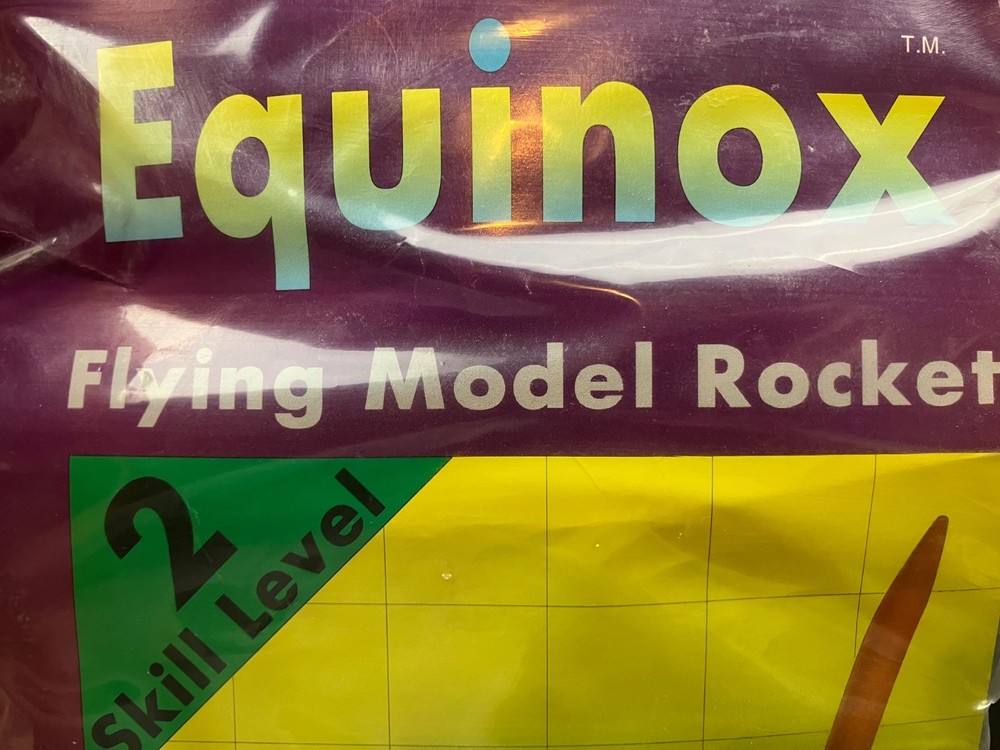 Equinox T.M.
Flying Model Rocket
2
Skill Level